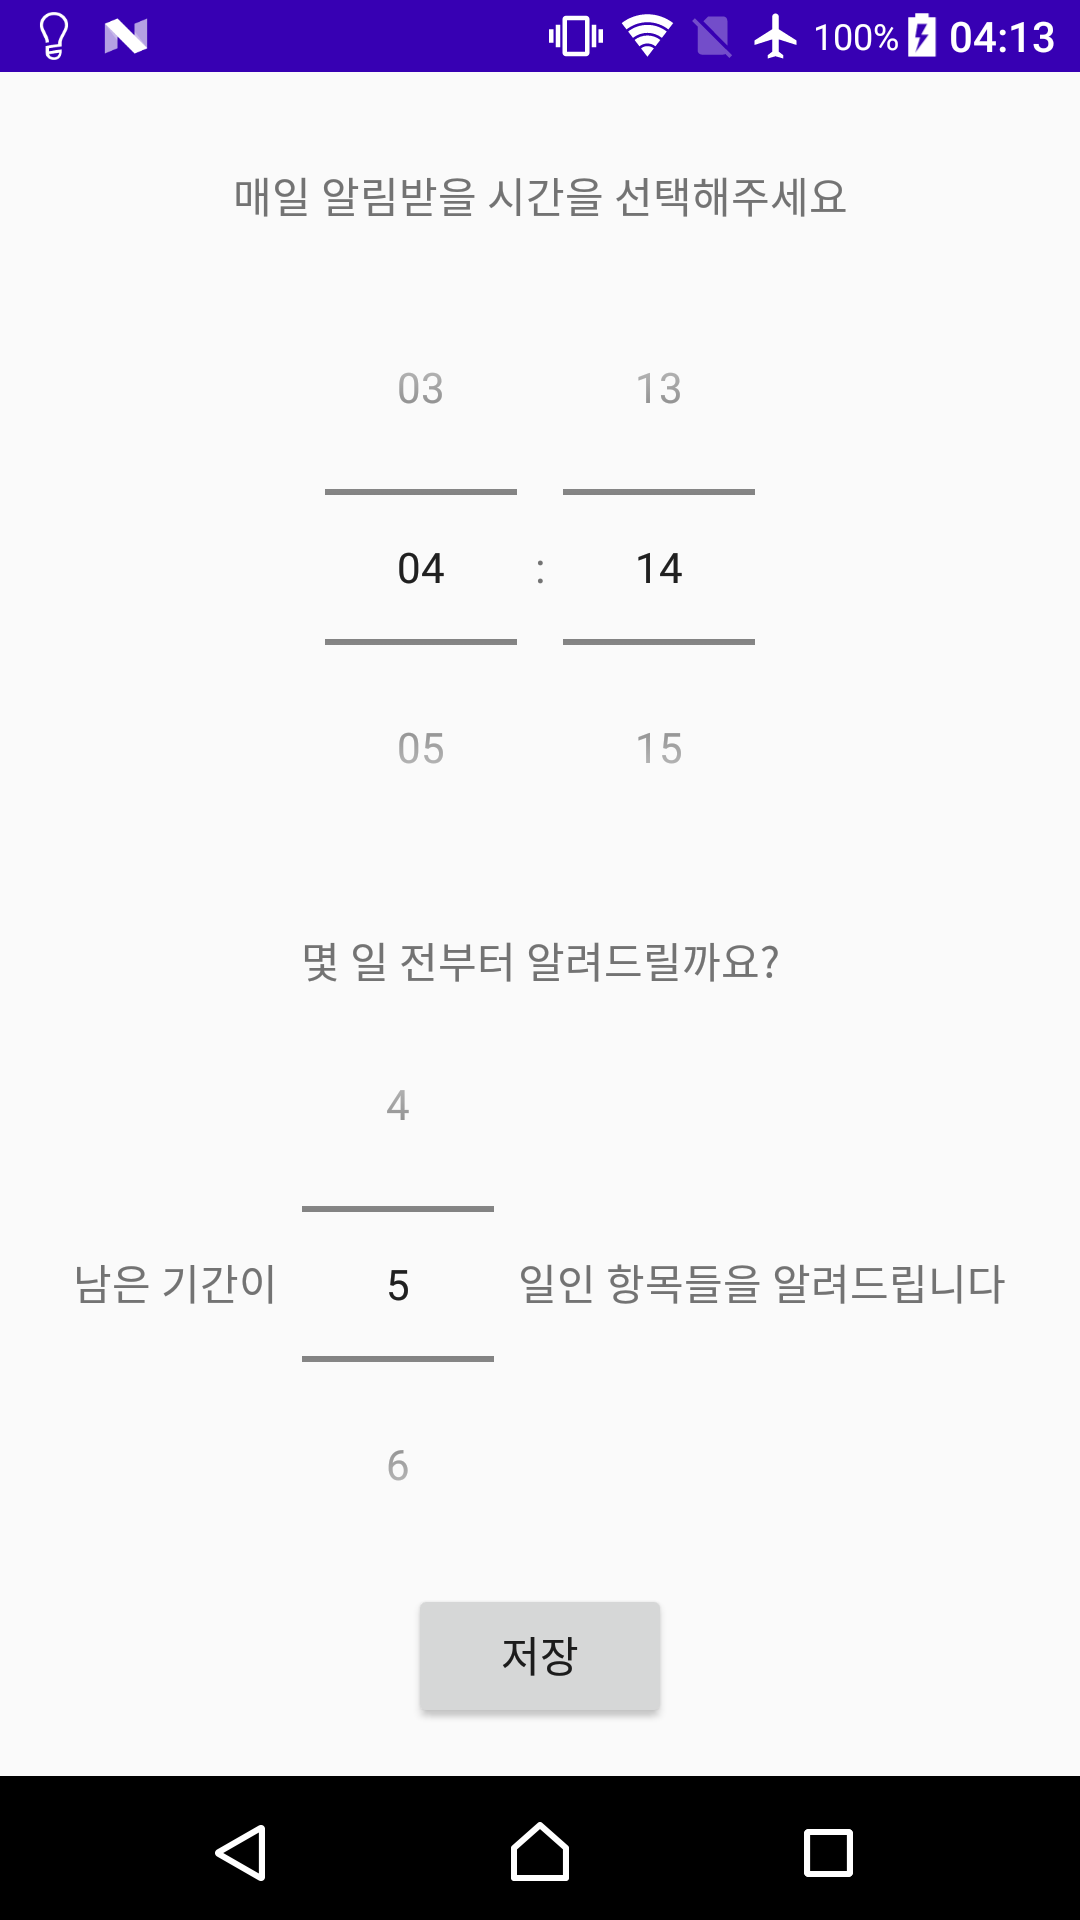 100% 04:13
매일 알림받을 시간을 선택해주세요
03 13
04 : 14
05 15
몇 일 전부터 알려드릴까요?
4
남은 기간이 5 일인 항목들을 알려드립니다
6
저장